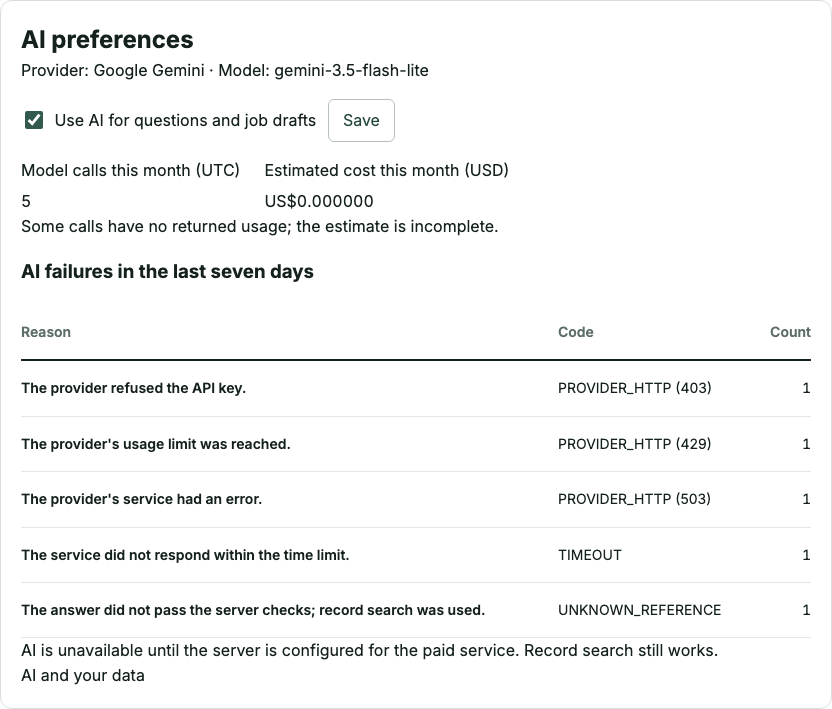 AI preferences
Provider: Google Gemini · Model: gemini-3.5-flash-lite
Use AI for questions and job drafts Save
Model calls this month (UTC) Estimated cost this month (USD)
5 US$0.000000
Some calls have no returned usage; the estimate is incomplete.
AI failures in the last seven days
Reason Code Count
The provider refused the API key. PROVIDER_HTTP (403) 1
The provider's usage limit was reached. PROVIDER_HTTP (429) 1
The provider's service had an error. PROVIDER_HTTP (503) 1
The service did not respond within the time limit. TIMEOUT 1
The answer did not pass the server checks; record search was used. UNKNOWN_REFERENCE 1
AI is unavailable until the server is configured for the paid service. Record search still works.
AI and your data